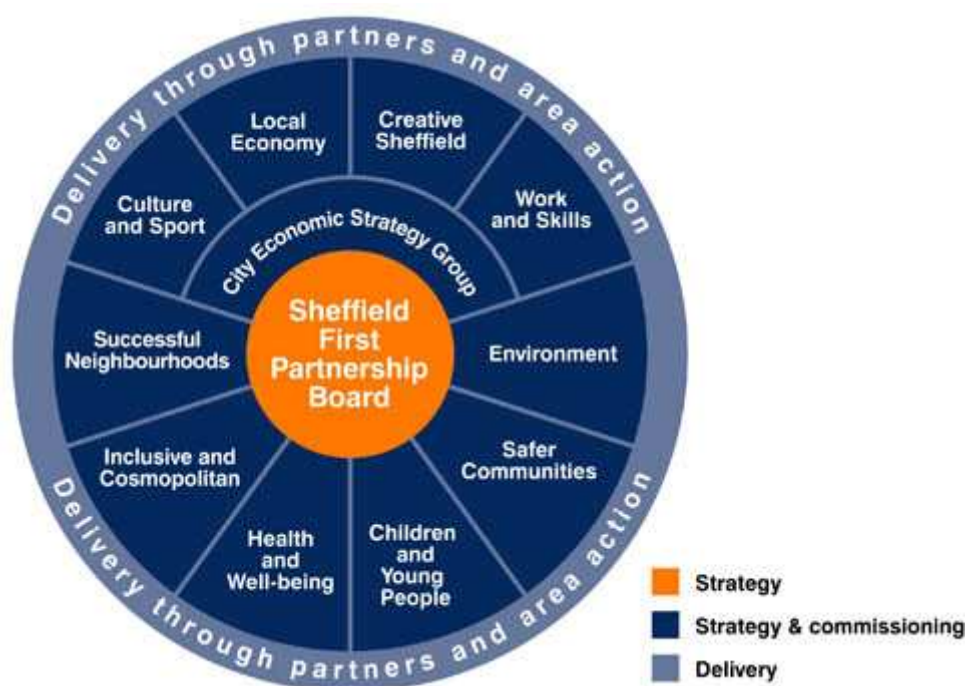 Delivery through partners and area action
Local
Economy
Creative
Sheffield
Culture
and Sport
Work
and Skills
City Economic Strategy Group
Sheffield
First
Partnership
Board
Successful
Neighbourhoods
Environment
Inclusive and
Cosmopolitan
Safer
Communities
Health
and
Well-being
Children
and
Young
People
Delivery through partners and area action
Strategy
Strategy & commissioning
Delivery